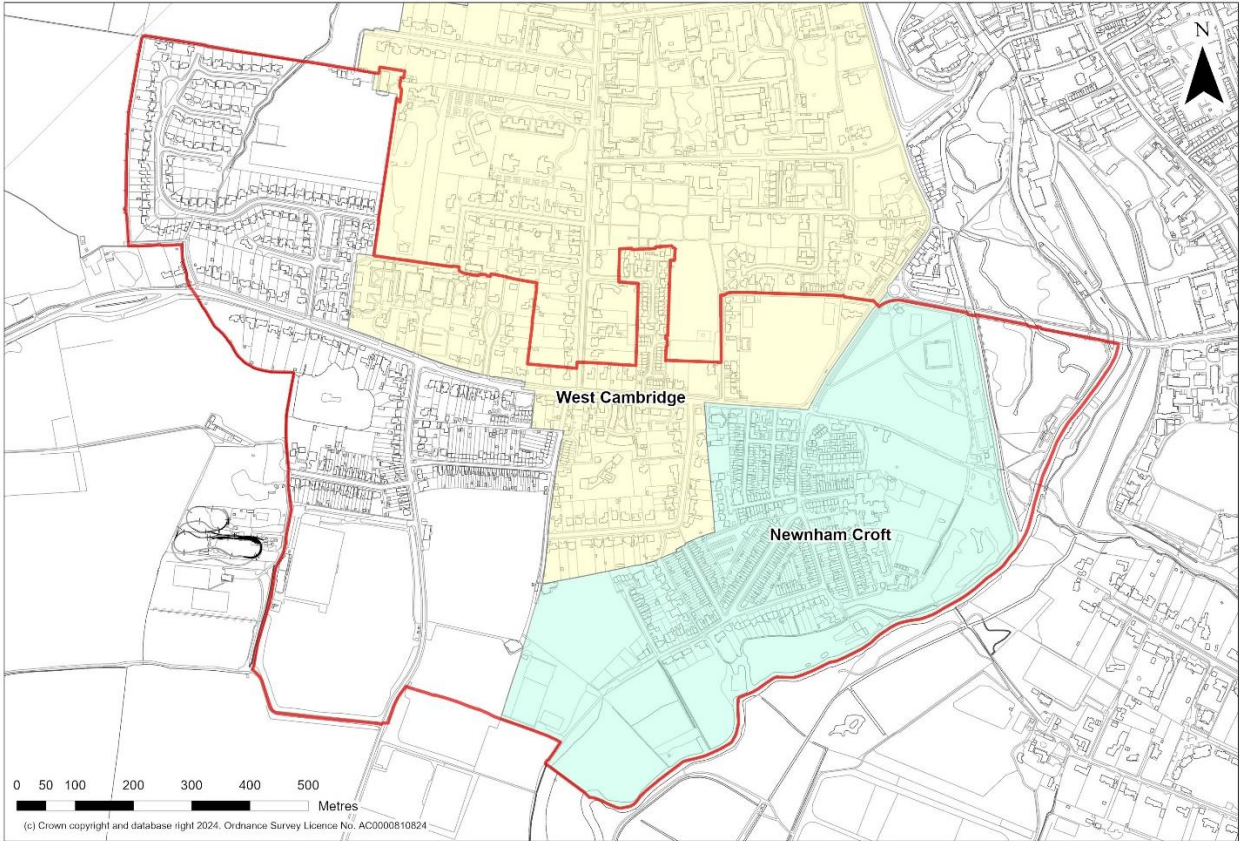 N
West Cambridge
Newnham Croft
0 50 100 200 300 400 500
Metres
(c) Crown copyright and database right 2024. Ordnance Survey Licence No. AC0000810824